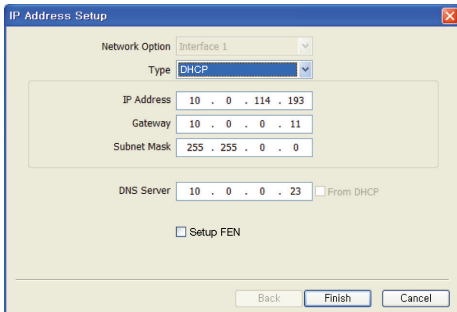 IP Address Setup
Network Option Interface 1
Type DHCP
IP Address 10 . 0 . 114 . 193
Gateway 10 . 0 . 0 . 11
Subnet Mask 255 . 255 . 0 . 0
DNS Server 10 . 0 . 0 . 23 From DHCP
Setup FEN
Back Finish Cancel